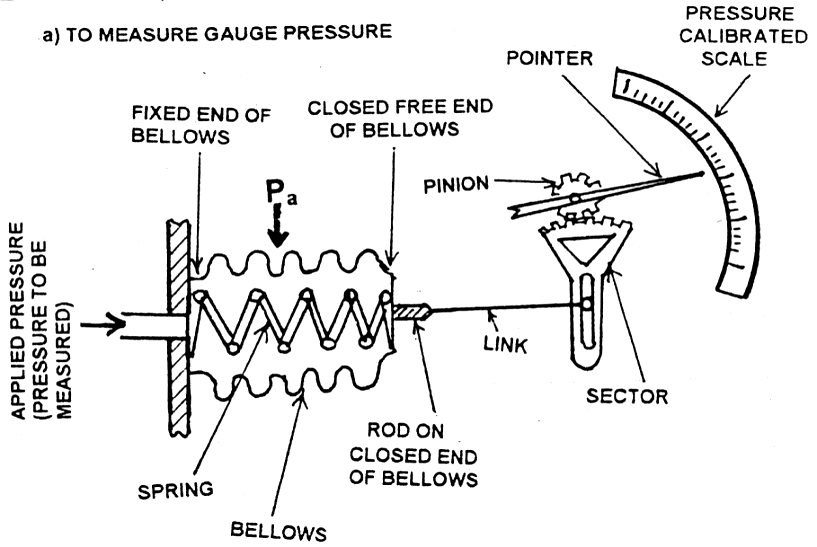 a) TO MEASURE GAUGE PRESSURE
PRESSURE
CALIBRATED
SCALE
POINTER
FIXED END OF
BELLOWS
CLOSED FREE END
OF BELLOWS
PINION
Pa
APPLIED PRESSURE
(PRESSURE TO BE
MEASURED)
LINK
SECTOR
ROD ON
CLOSED END
OF BELLOWS
SPRING
BELLOWS